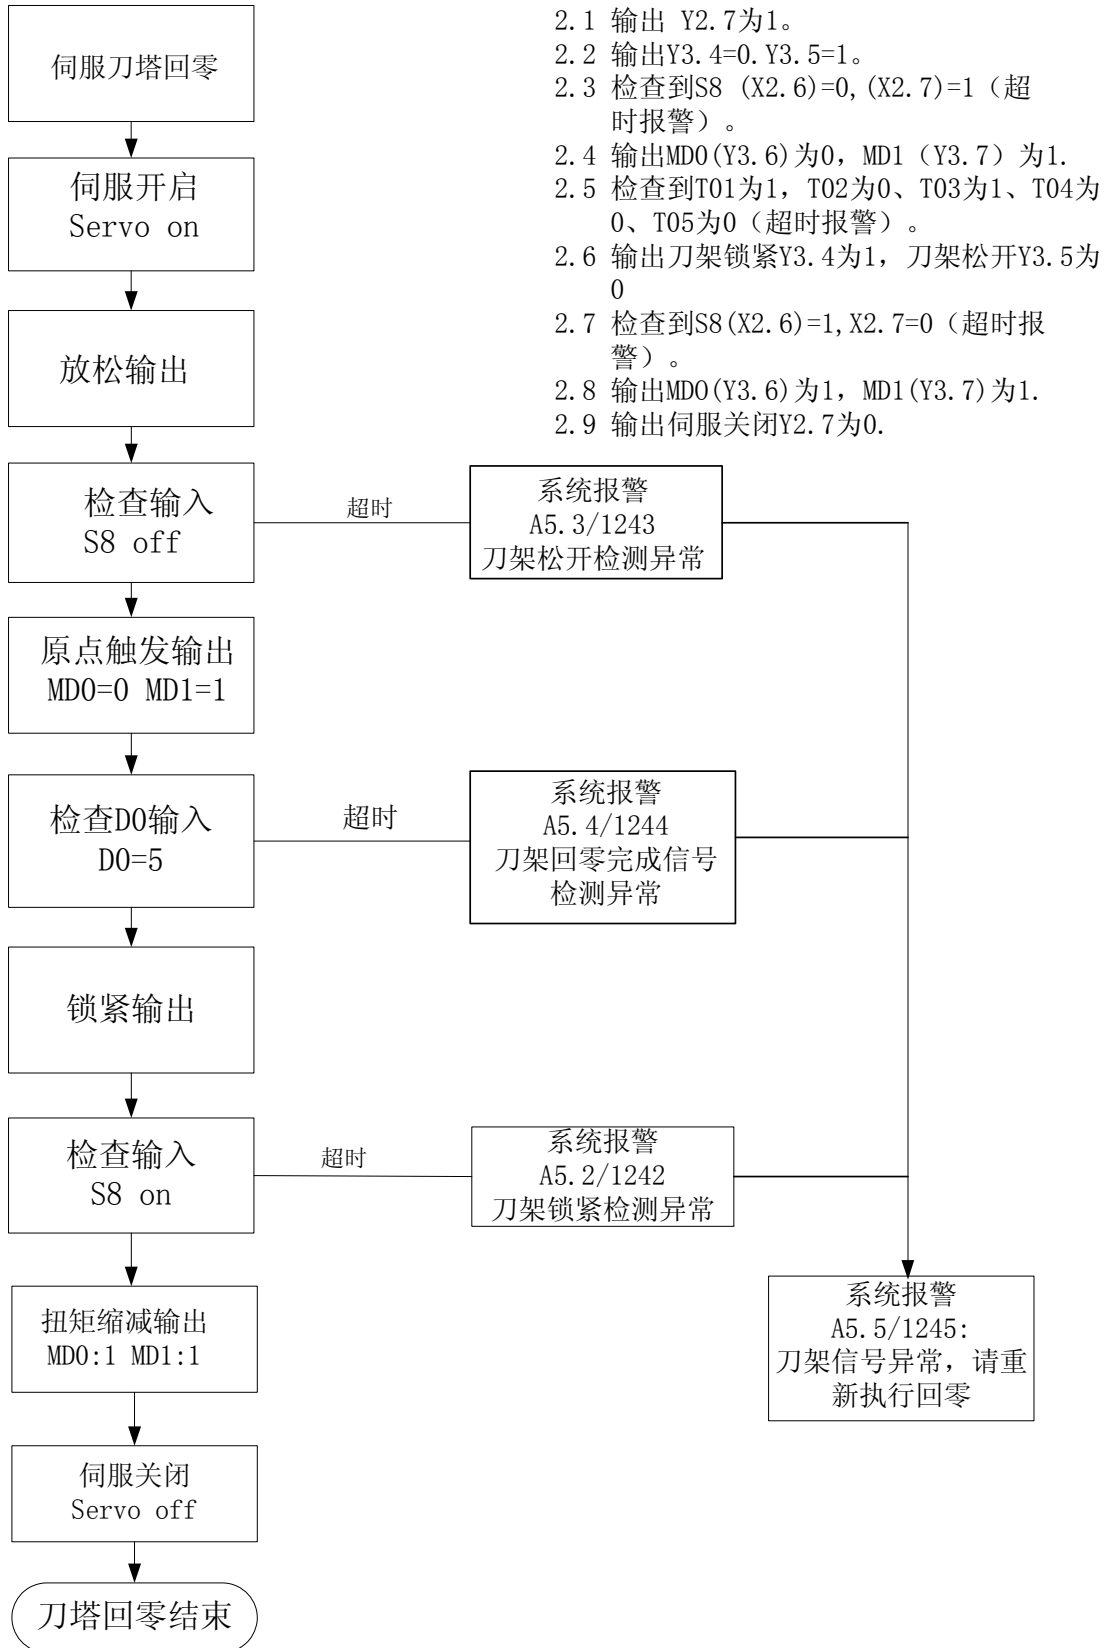 伺服刀塔回零
2.1 输出 Y2.7为1。
2.2 输出Y3.4=0.Y3.5=1。
2.3 检查到S8 (X2.6)=0,(X2.7)=1（超
时报警）。
2.4 输出MD0(Y3.6)为0，MD1（Y3.7）为1.
2.5 检查到T01为1，T02为0、T03为1、T04为
0、T05为0（超时报警）。
2.6 输出刀架锁紧Y3.4为1，刀架松开Y3.5为
0
2.7 检查到S8(X2.6)=1,X2.7=0（超时报
警）。
2.8 输出MD0(Y3.6)为1，MD1(Y3.7)为1.
2.9 输出伺服关闭Y2.7为0.
伺服开启
Servo on
放松输出
检查输入
S8 off
超时
系统报警
A5.3/1243
刀架松开检测异常
原点触发输出
MD0=0 MD1=1
检查D0输入
D0=5
超时
系统报警
A5.4/1244
刀架回零完成信号
检测异常
锁紧输出
检查输入
S8 on
超时
系统报警
A5.2/1242
刀架锁紧检测异常
扭矩缩减输出
MD0:1 MD1:1
系统报警
A5.5/1245:
刀架信号异常，请重
新执行回零
伺服关闭
Servo off
刀塔回零结束